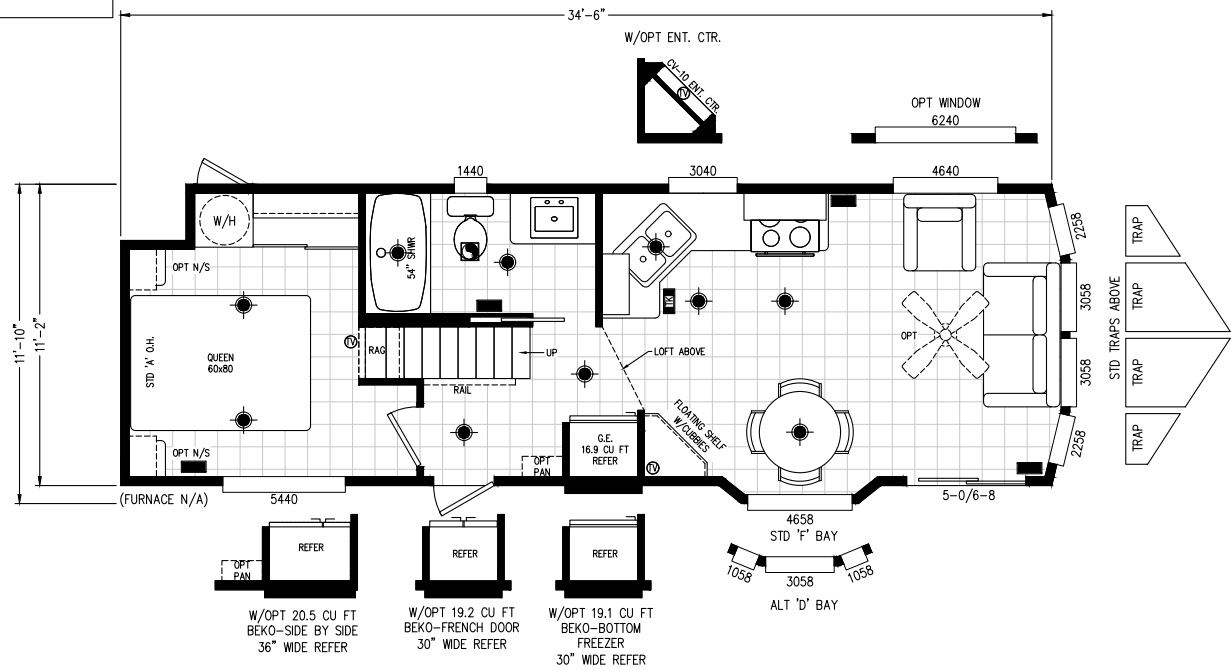 34'-6"
W/OPT ENT. CTR.
CV-10 ENT. CTR.
TV
OPT WINDOW
6240
1440
3040
4640
W/H
54" SHWR
2258
TRAP
OPT N/S
11'-10"
11'-2"
3058
TRAP
STD TRAPS ABOVE
STD 'A' O.H.
QUEEN
60x80
TV
RAG
UP
RAIL
LOFT ABOVE
OPT
3058
TRAP
FLOATING SHELF
W/CUBBIES
G.E.
16.9 CU FT
REFER
OPT N/S
OPT
PAN
TV
2258
TRAP
(FURNACE N/A)
5440
4658
STD 'F' BAY
5-0/6-8
1058
3058
1058
ALT 'D' BAY
OPT
PAN
REFER
REFER
REFER
W/OPT 20.5 CU FT
BEKO-SIDE BY SIDE
36" WIDE REFER
W/OPT 19.2 CU FT
BEKO-FRENCH DOOR
30" WIDE REFER
W/OPT 19.1 CU FT
BEKO-BOTTOM
FREEZER
30" WIDE REFER